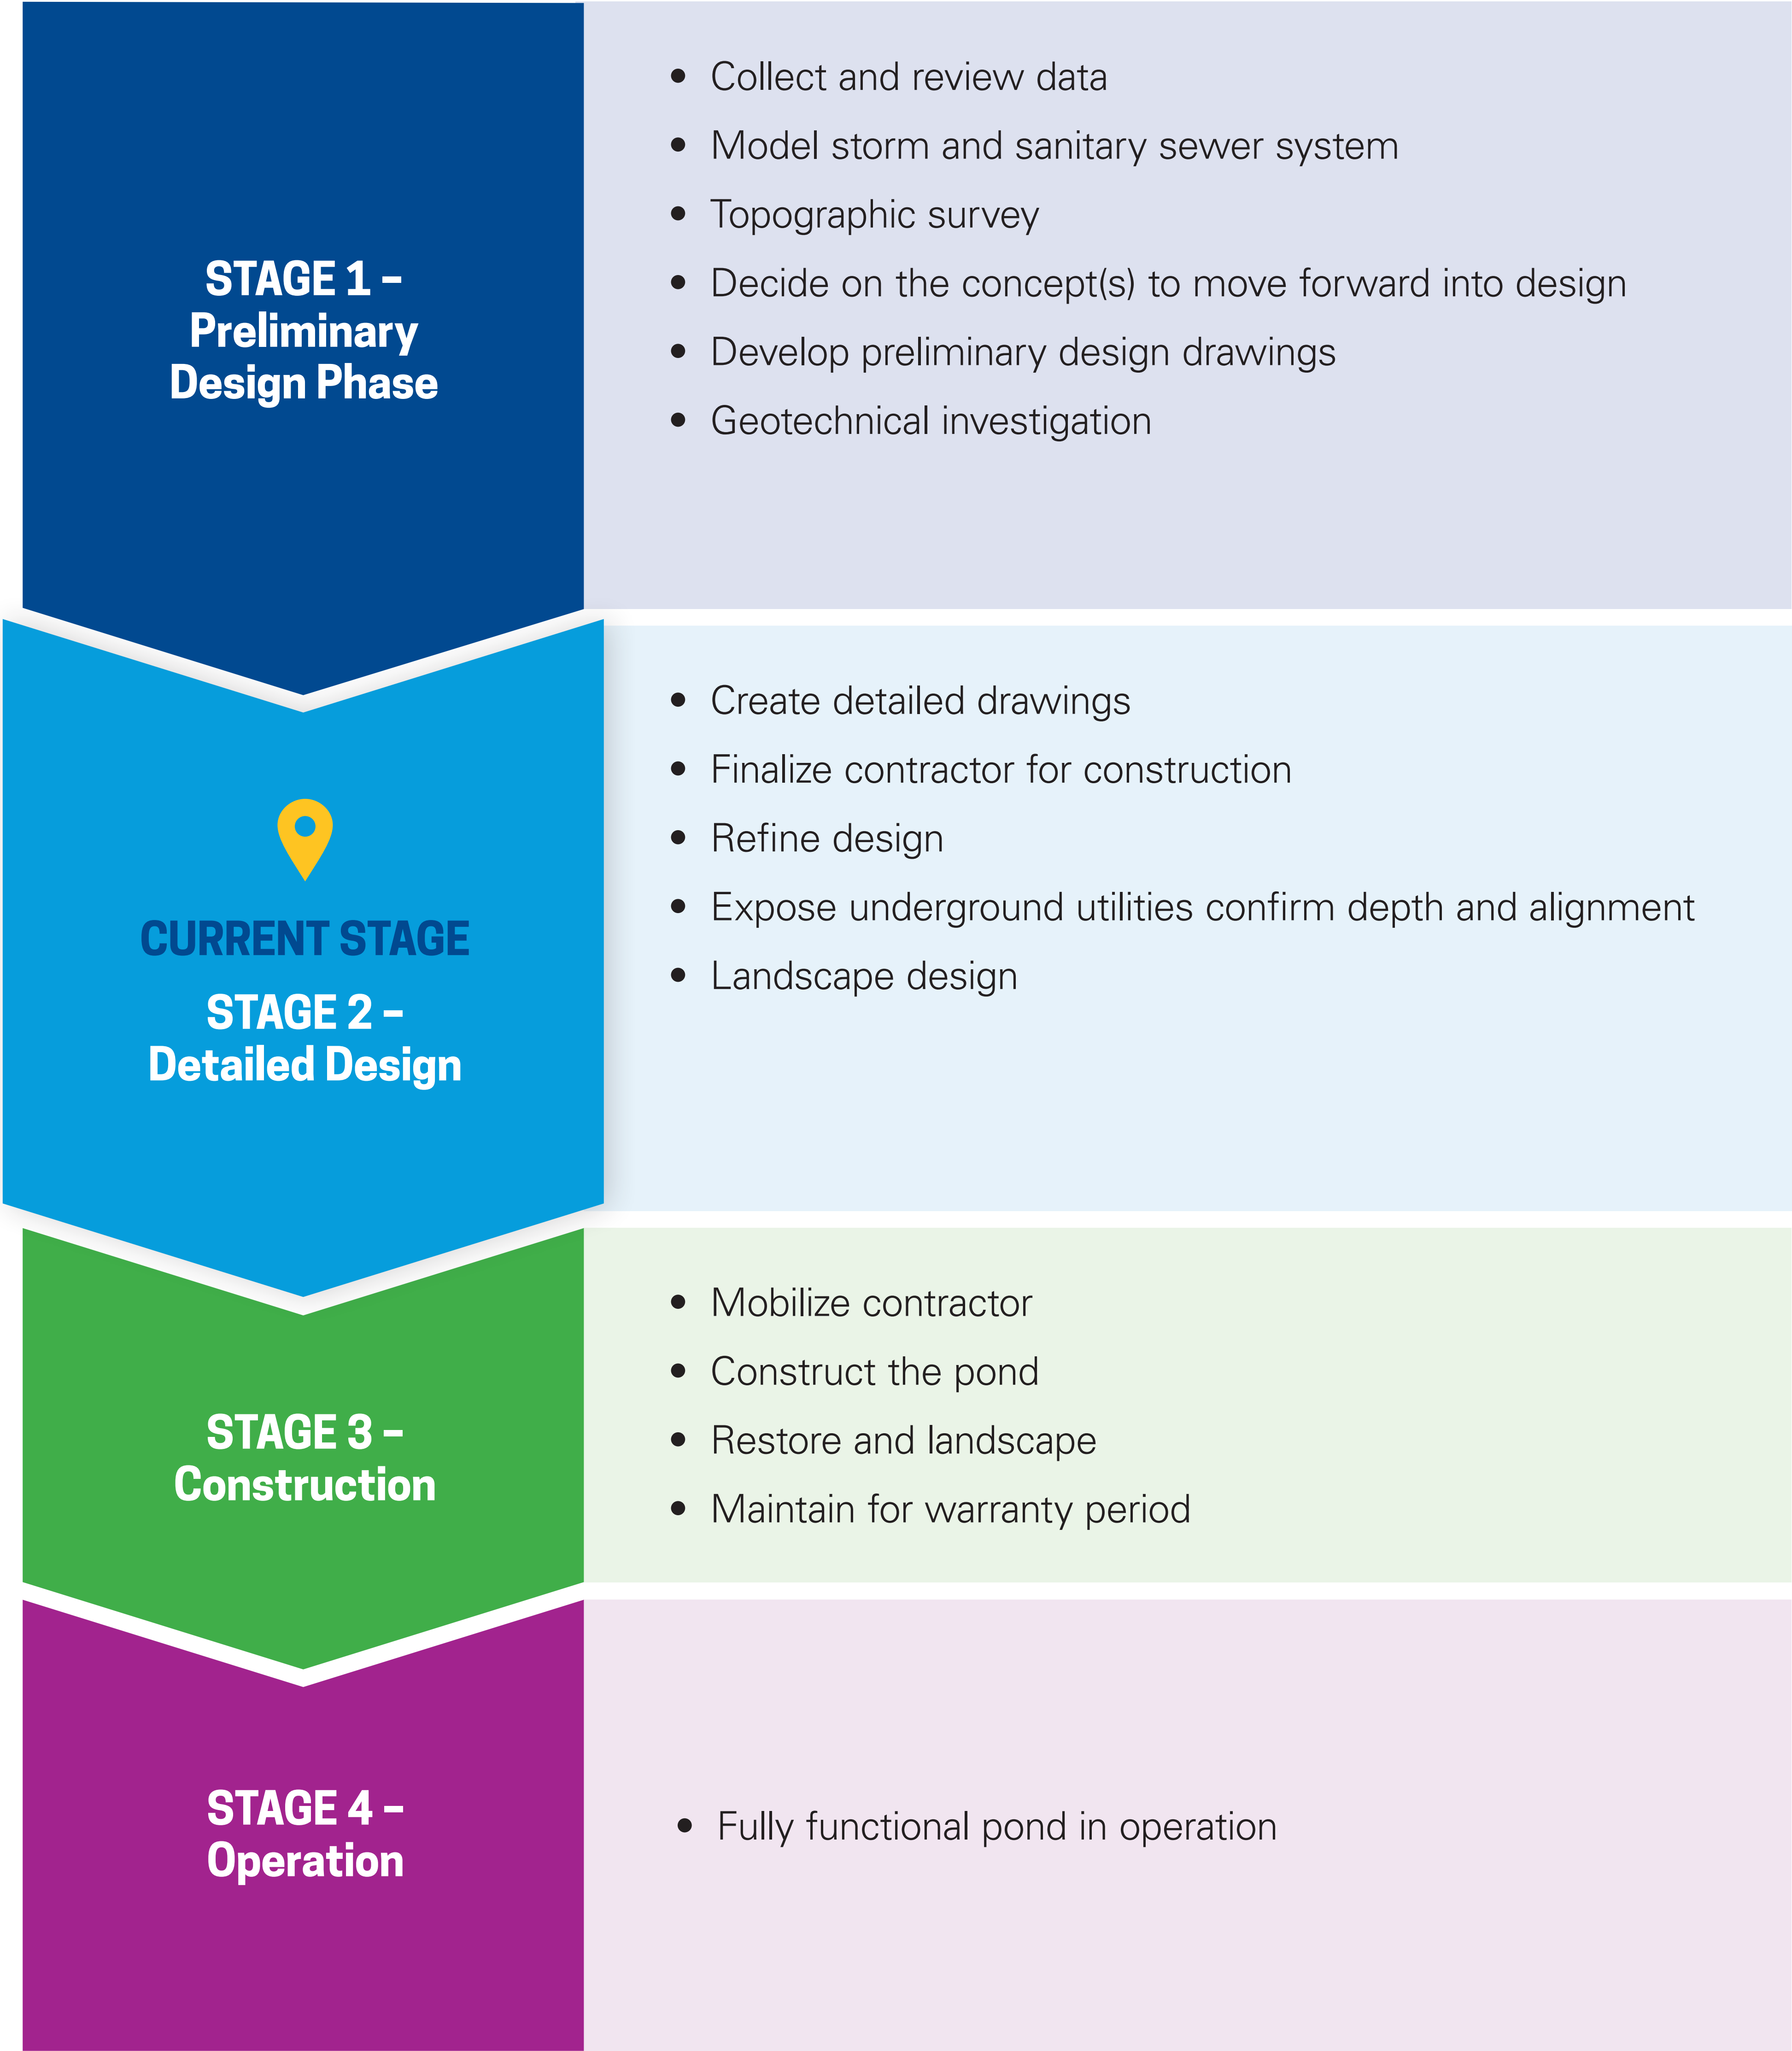 STAGE 1 –
Preliminary
Design Phase
• Collect and review data
• Model storm and sanitary sewer system
• Topographic survey
• Decide on the concept(s) to move forward into design
• Develop preliminary design drawings
• Geotechnical investigation
CURRENT STAGE
STAGE 2 –
Detailed Design
• Create detailed drawings
• Finalize contractor for construction
• Refine design
• Expose underground utilities confirm depth and alignment
• Landscape design
STAGE 3 –
Construction
• Mobilize contractor
• Construct the pond
• Restore and landscape
• Maintain for warranty period
STAGE 4 –
Operation
• Fully functional pond in operation